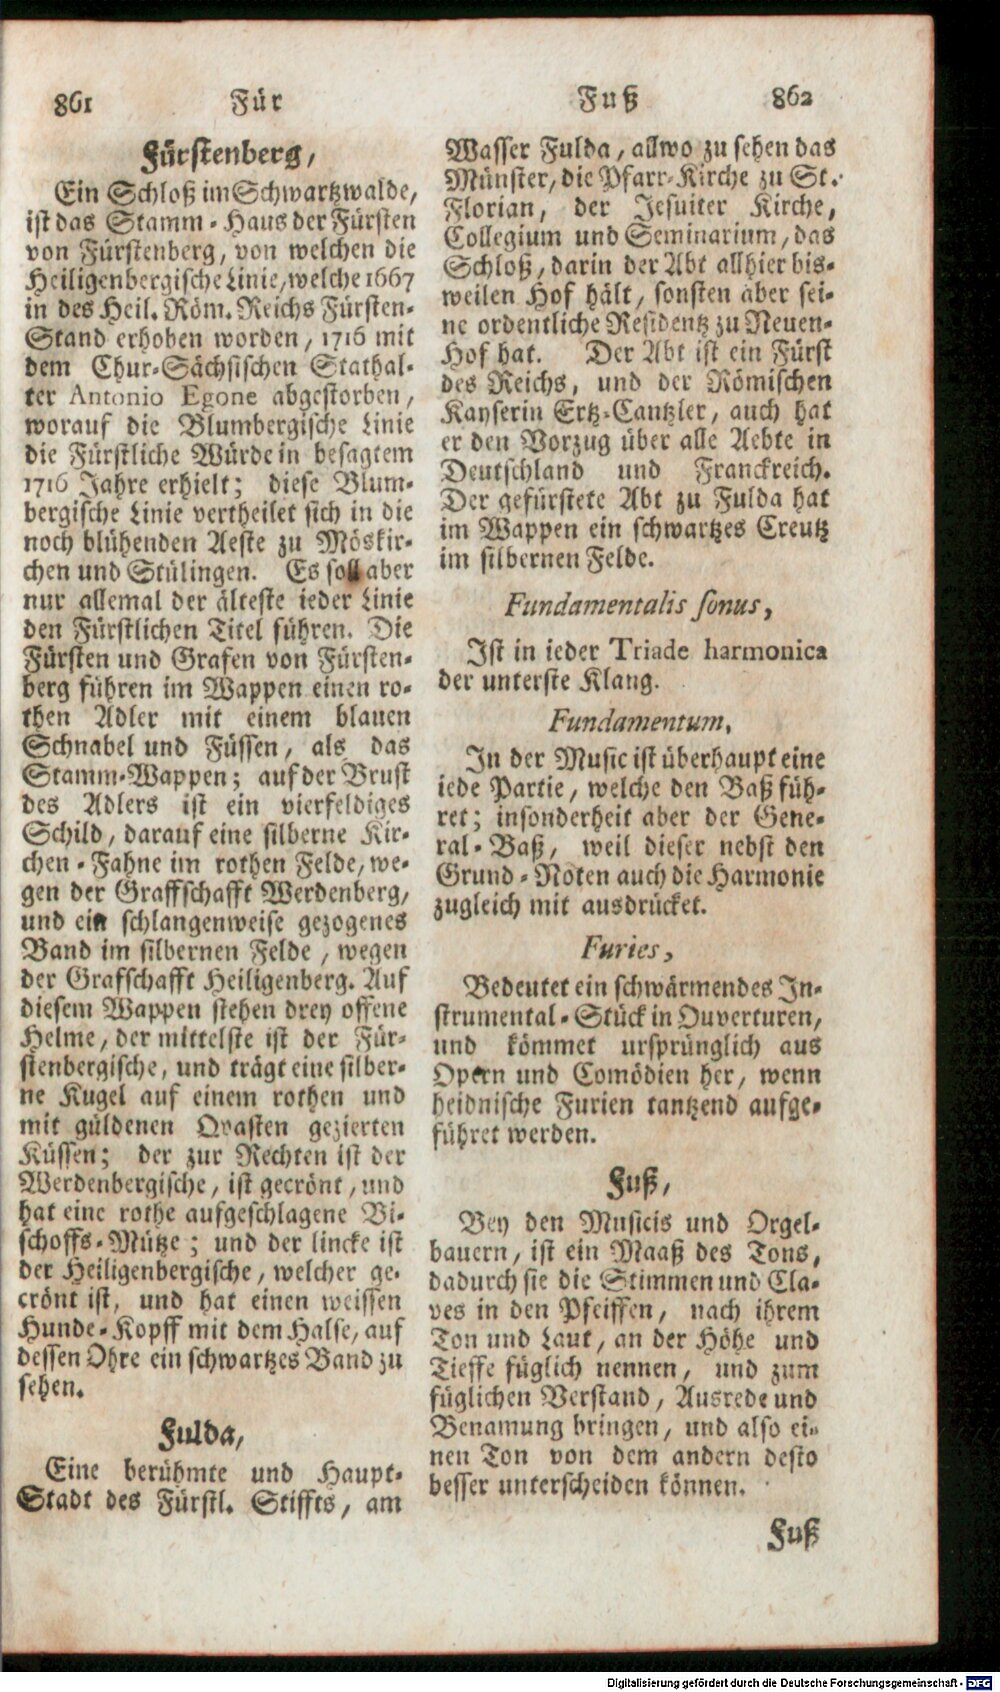 861 Für
Fürstenberg,
Ein Schloß im Schwartzwalde,
ist das Stamm-Haus der Fürsten
von Fürstenberg, von welchen die
Heiligenbergische Linie, welche 1667
in des Heil. Röm. Reichs Fürsten-
Stand erhoben worden, 1716 mit
dem Chur-Sächsischen Stathal-
ter Antonio Egone abgestorben,
worauf die Blumbergische Linie
die Fürstliche Würde in besagtem
1716 Jahre erhielt; diese Blum-
bergische Linie vertheilet sich in die
noch blühenden Aeste zu Möskir-
chen und Stülingen. Es soll aber
nur allemal der älteste ieder Linie
den Fürstlichen Titel führen. Die
Fürsten und Grafen von Fürsten-
berg führen im Wappen einen ro-
then Adler mit einem blauen
Schnabel und Füssen, als das
Stamm-Wappen; auf der Brust
des Adlers ist ein vierfeldiges
Schild, darauf eine silberne Kir-
chen-Fahne im rothen Felde, we-
gen der Graffschafft Werdenberg,
und ein schlangenweise gezogenes
Band im silbernen Felde, wegen
der Grafschafft Heiligenberg. Auf
diesem Wappen stehen drey offene
Helme, der mittelste ist der Für-
stenbergische, und trägt eine silber-
ne Kugel auf einem rothen und
mit güldenen Qvasten gezierten
Küssen; der zur Rechten ist der
Werdenbergische, ist gecrönt, und
hat eine rothe aufgeschlagene Bi-
schoffs-Mütze; und der lincke ist
der Heiligenbergische, welcher ge-
crönt ist, und hat einen weissen
Hunde-Kopff mit dem Halse, auf
dessen Ohre ein schwartzes Band zu
sehen.
Fulda,
Eine berühmte und Haupt-
Stadt des Fürstl. Stiffts, am
Fuß 862
Wasser Fulda, allwo zu sehen das
Münster, die Pfarr-Kirche zu St.
Florian, der Jesuiter Kirche,
Collegium und Seminarium, das
Schloß, darin der Abt allhier bis-
weilen Hof hält, sonsten aber sei-
ne ordentliche Residentz zu Neuen-
Hof hat. Der Abt ist ein Fürst
des Reichs, und der Römischen
Kayserin Ertz-Cantzler, auch hat
er den Vorzug über alle Aebte in
Deutschland und Franckreich.
Der gefürstete Abt zu Fulda hat
im Wappen ein schwartzes Creutz
im silbernen Felde.
Fundamentalis sonus,
Ist in ieder Triade harmonica
der unterste Klang.
Fundamentum,
In der Music ist überhaupt eine
iede Partie, welche den Baß füh-
ret; insonderheit aber der Gene-
ral-Baß, weil dieser nebst den
Grund-Noten auch die Harmonie
zugleich mit ausdrücket.
Furies,
Bedeutet ein schwärmendes In-
strumental-Stück in Ouverturen,
und kömmet ursprünglich aus
Opern und Comödien her, wenn
heidnische Furien tantzend aufge-
führet werden.
Fuß,
Bey den Musicis und Orgel-
bauern, ist ein Maaß des Tons,
dadurch sie die Stimmen und Cla-
ves in den Pfeiffen, nach ihrem
Ton und Laut, an der Höhe und
Tieffe füglich nennen, und zum
füglichen Verstand, Ausrede und
Benamung bringen, und also ei-
nen Ton von dem andern desto
besser unterscheiden können.
Fuß
Digitalisierung gefördert durch die Deutsche Forschungsgemeinschaft - DFG